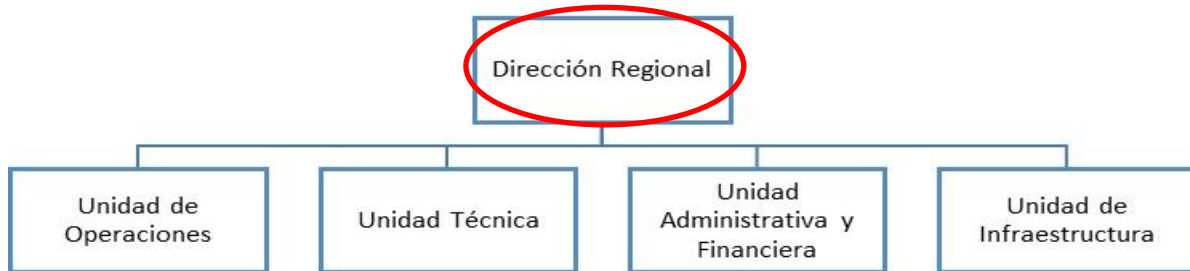 Dirección Regional
Unidad de
Operaciones
Unidad Técnica
Unidad
Administrativa y
Financiera
Unidad de
Infraestructura